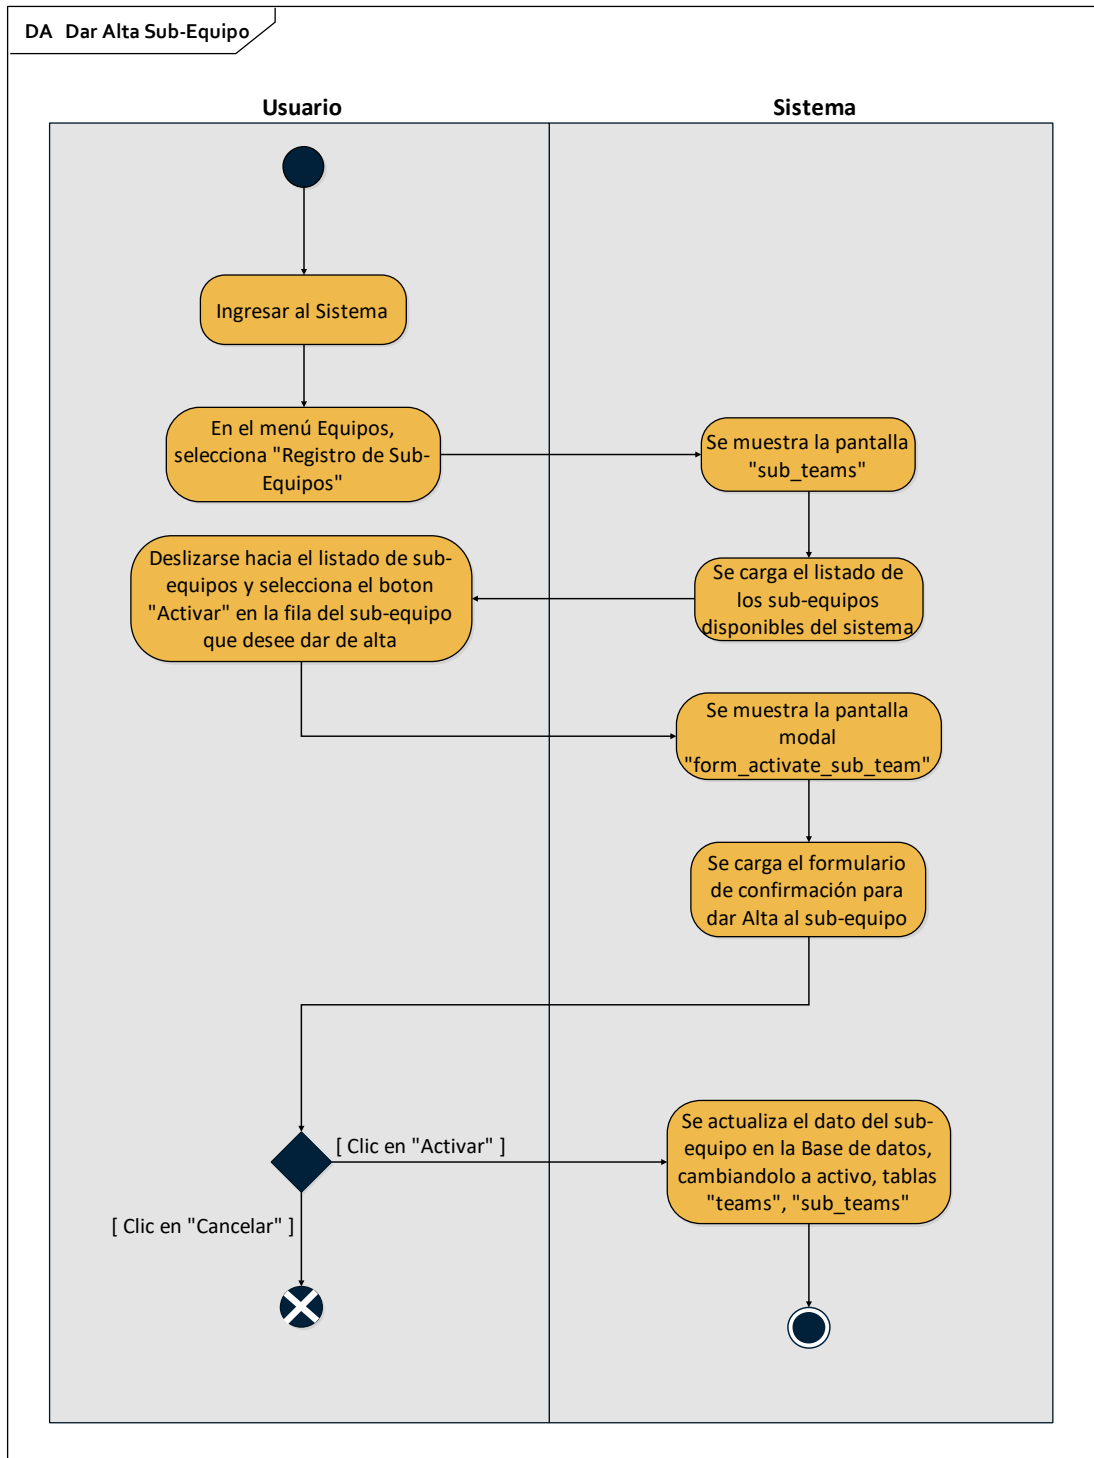 DA Dar Alta Sub-Equipo
Usuario
Sistema
Ingresar al Sistema
En el menú Equipos,
selecciona "Registro de Sub-
Equipos"
Se muestra la pantalla
"sub_teams"
Se carga el listado de
los sub-equipos
disponibles del sistema
Deslizarse hacia el listado de sub-
equipos y selecciona el boton
"Activar" en la fila del sub-equipo
que desee dar de alta
Se muestra la pantalla
modal
"form_activate_sub_team"
Se carga el formulario
de confirmación para
dar Alta al sub-equipo
[ Clic en "Activar" ]
Se actualiza el dato del sub-
equipo en la Base de datos,
cambiandolo a activo, tablas
"teams", "sub_teams"
[ Clic en "Cancelar" ]